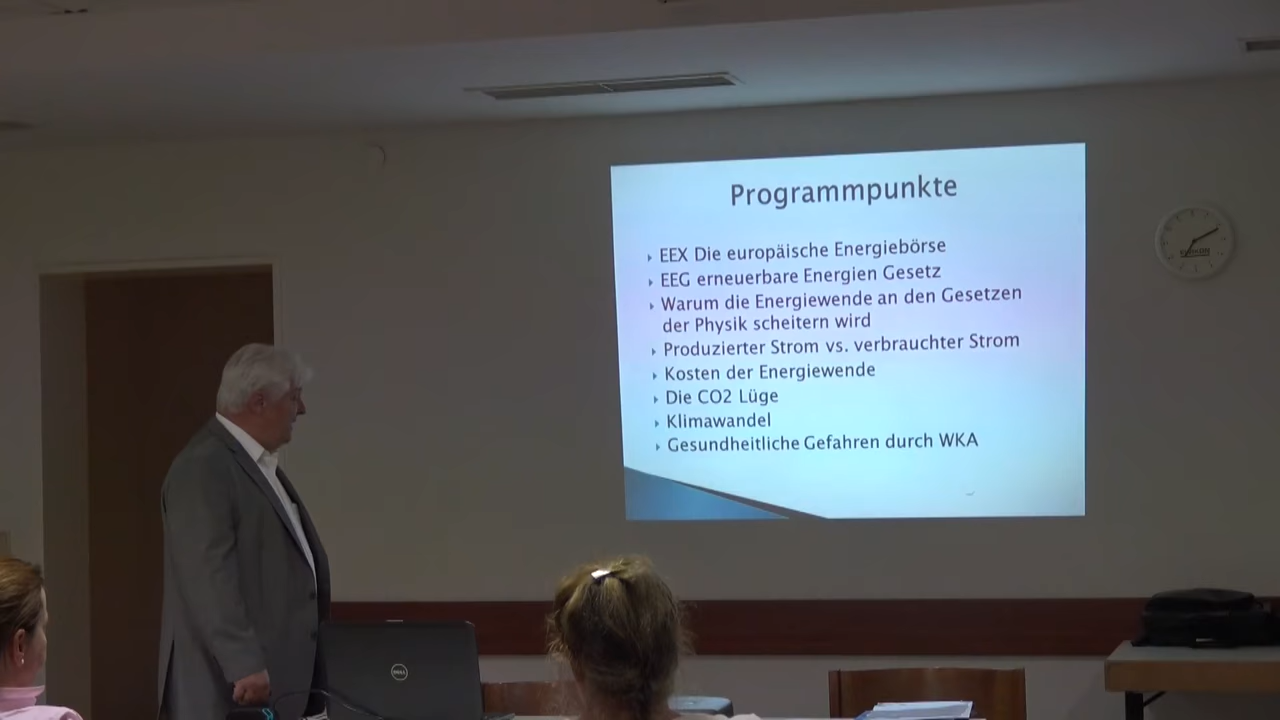 Programmpunkte
EEX Die europäische Energiebörse
EEG erneuerbare Energien Gesetz
Warum die Energiewende an den Gesetzen
der Physik scheitern wird
Produzierter Strom vs. verbrauchter Strom
Kosten der Energiewende
Die CO2 Lüge
Klimawandel
Gesundheitliche Gefahren durch WKA
DELL